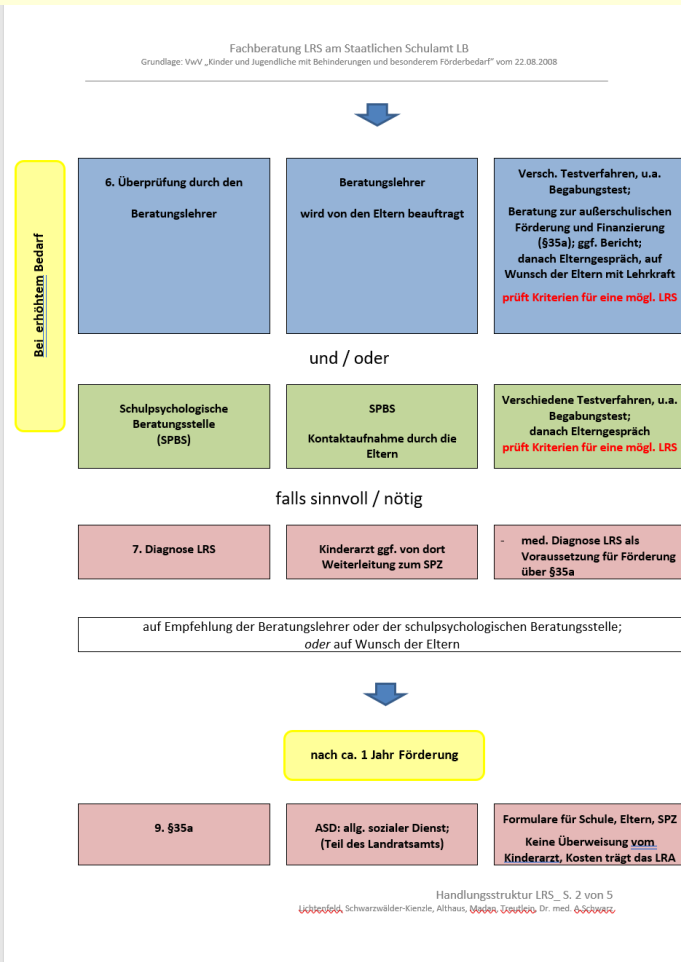 Fachberatung LRS am Staatlichen Schulamt LB
Grundlage: VwV „Kinder und Jugendliche mit Behinderungen und besonderem Förderbedarf" vom 22.08.2008
Bei erhöhtem Bedarf
6. Überprüfung durch den
Beratungslehrer
Beratungslehrer
wird von den Eltern beauftragt
Versch. Testverfahren, u.a.
Begabungstest;
Beratung zur außerschulischen
Förderung und Finanzierung
(§35a); ggf. Bericht;
danach Elterngespräch, auf
Wunsch der Eltern mit Lehrkraft
prüft Kriterien für eine mögl. LRS
und / oder
Schulpsychologische
Beratungsstelle
(SPBS)
SPBS
Kontaktaufnahme durch die
Eltern
Verschiedene Testverfahren, u.a.
Begabungstest;
danach Elterngespräch
prüft Kriterien für eine mögl. LRS
falls sinnvoll / nötig
7. Diagnose LRS
Kinderarzt ggf. von dort
Weiterleitung zum SPZ
- med. Diagnose LRS als
Voraussetzung für Förderung
über §35a
auf Empfehlung der Beratungslehrer oder der schulpsychologischen Beratungsstelle;
oder auf Wunsch der Eltern
nach ca. 1 Jahr Förderung
9. §35a
ASD: allg. sozialer Dienst;
(Teil des Landratsamts)
Formulare für Schule, Eltern, SPZ
Keine Überweisung vom
Kinderarzt, Kosten trägt das LRA
Handlungsstruktur LRS_ S. 2 von 5
Lichtenfeld, Schwarzwälder-Kienzle, Althaus, Madan, Treutlein, Dr. med. A.Schwarz,